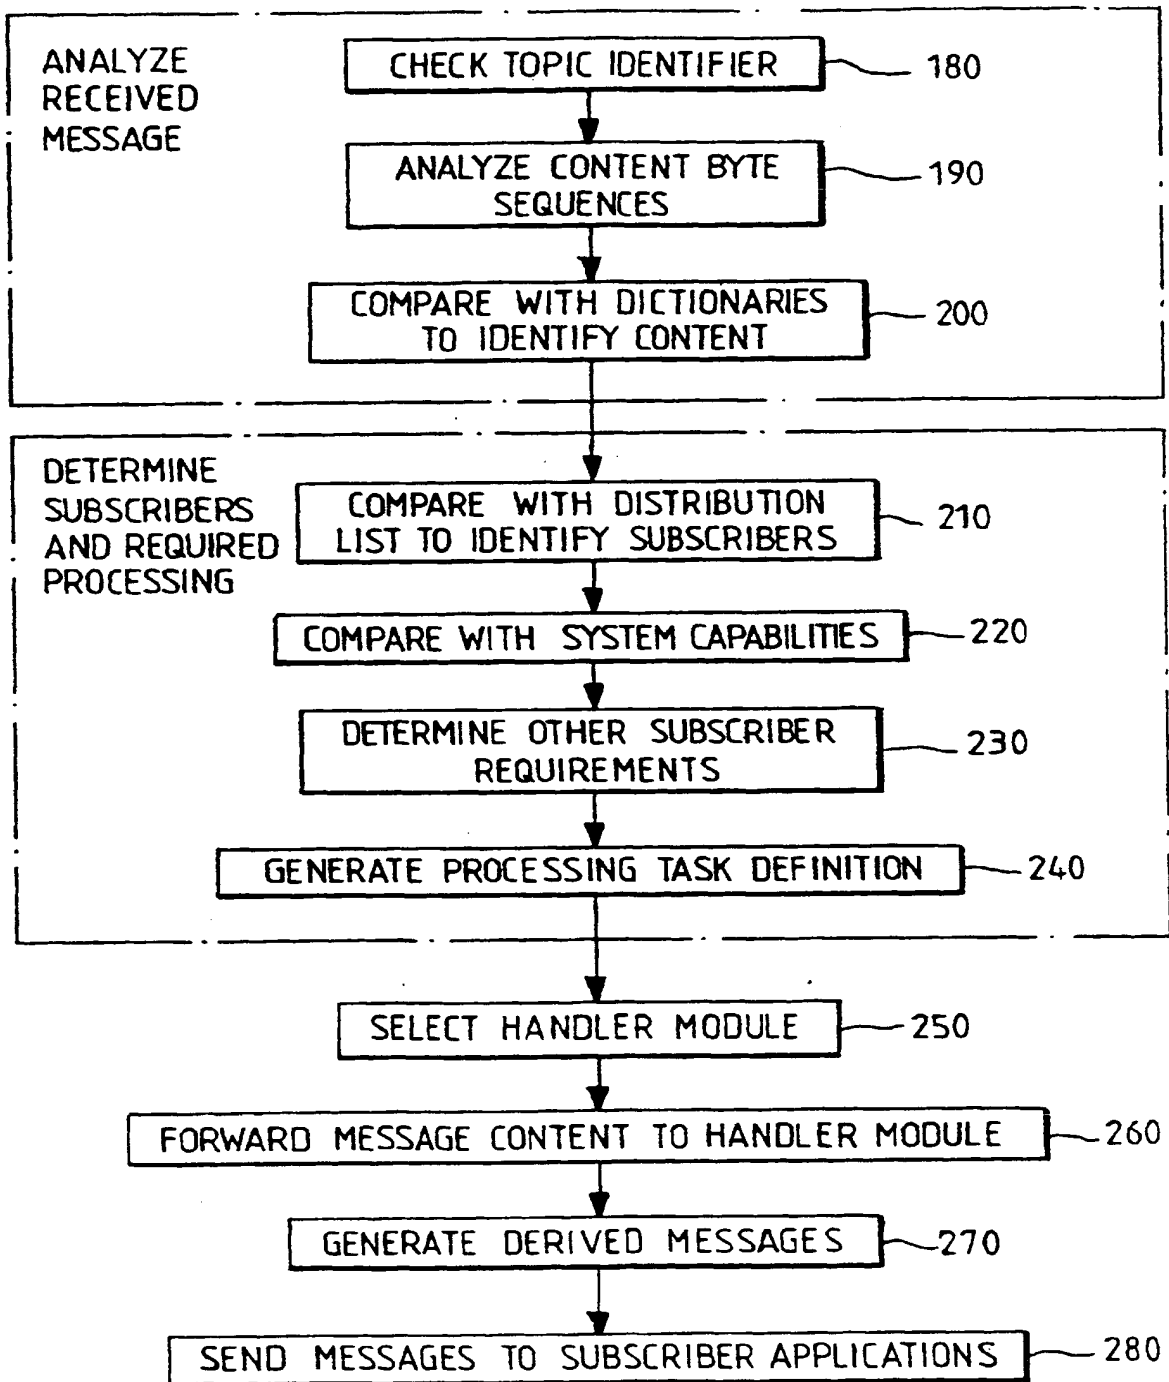 ANALYZE
RECEIVED
MESSAGE
CHECK TOPIC IDENTIFIER
180
ANALYZE CONTENT BYTE
SEQUENCES
190
COMPARE WITH DICTIONARIES
TO IDENTIFY CONTENT
200
DETERMINE
SUBSCRIBERS
AND REQUIRED
PROCESSING
COMPARE WITH DISTRIBUTION
LIST TO IDENTIFY SUBSCRIBERS
210
COMPARE WITH SYSTEM CAPABILITIES
220
DETERMINE OTHER SUBSCRIBER
REQUIREMENTS
230
GENERATE PROCESSING TASK DEFINITION
240
SELECT HANDLER MODULE
250
FORWARD MESSAGE CONTENT TO HANDLER MODULE
260
GENERATE DERIVED MESSAGES
270
SEND MESSAGES TO SUBSCRIBER APPLICATIONS
280